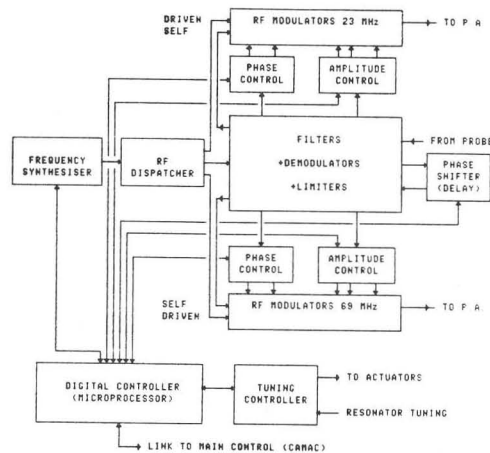 DRIVEN
SELF
RF MODULATORS 23 MHz
TO P A
PHASE
CONTROL
AMPLITUDE
CONTROL
FREQUENCY
SYNTHESISER
RF
DISPATCHER
FILTERS
+DEMODULATORS
+LIMITERS
FROM PROBE
PHASE
SHIFTER
(DELAY)
PHASE
CONTROL
AMPLITUDE
CONTROL
SELF
DRIVEN
RF MODULATORS 69 MHz
TO P A
DIGITAL CONTROLLER
(MICROPROCESSOR)
TUNING
CONTROLLER
TO ACTUATORS
RESONATOR TUNING
LINK TO MAIN CONTROL (CAMAC)